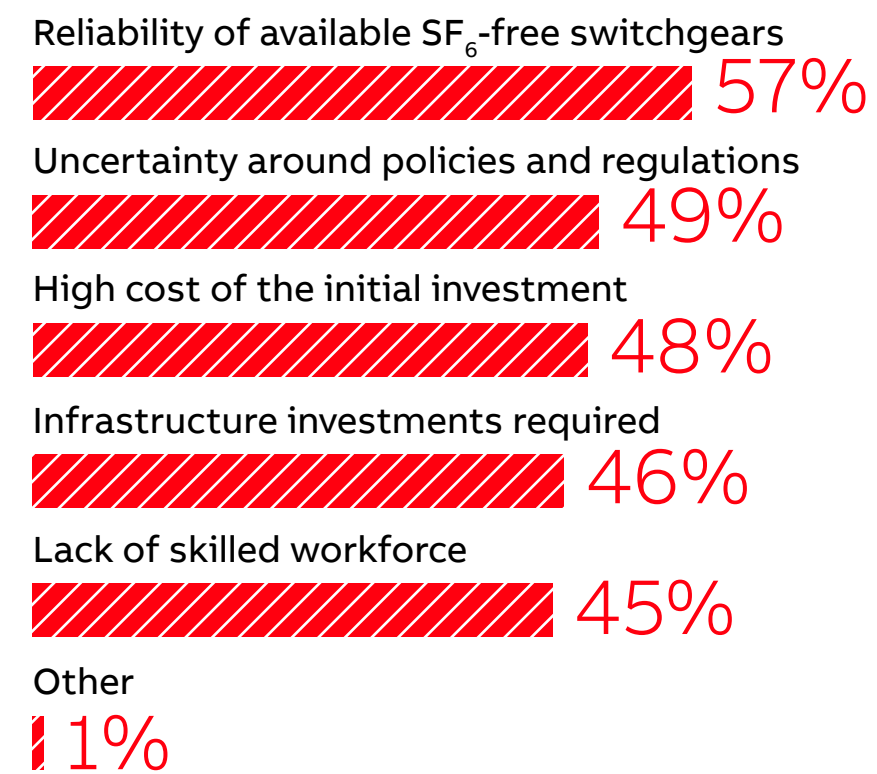 Reliability of available SF₆-free switchgears
57%
Uncertainty around policies and regulations
49%
High cost of the initial investment
48%
Infrastructure investments required
46%
Lack of skilled workforce
45%
Other
1%